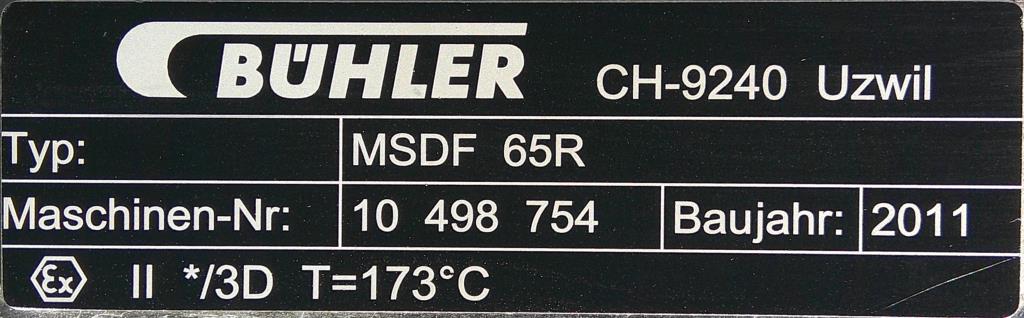 BÜHLER CH-9240 Uzwil
Typ: MSDF 65R
Maschinen-Nr: 10 498 754 Baujahr: 2011
Ex II */3D T=173°C